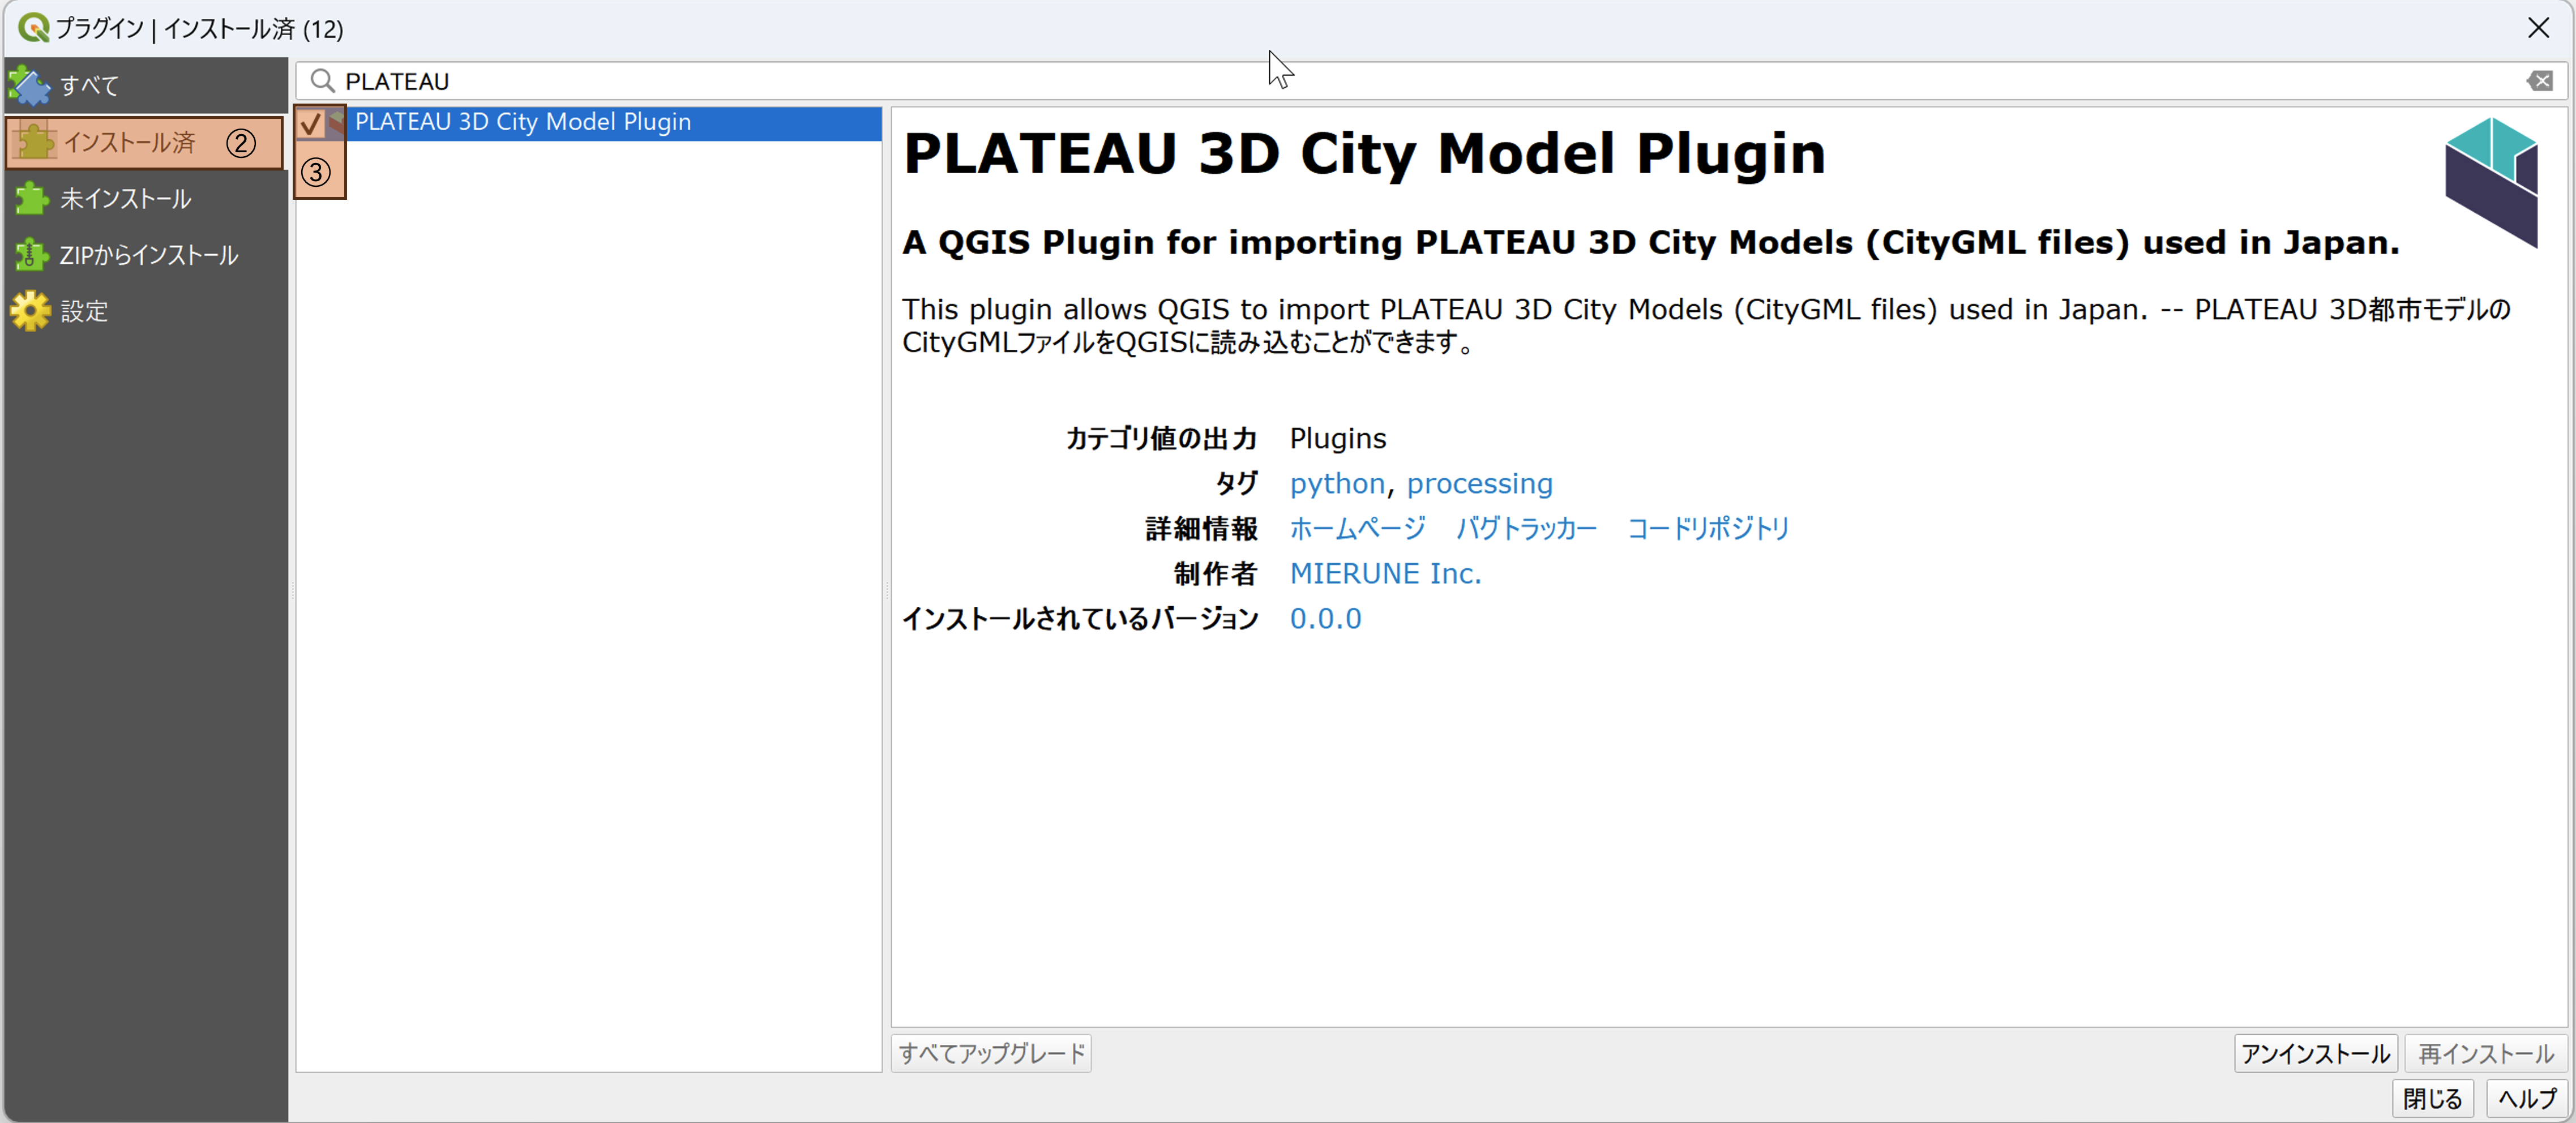 プラグイン | インストール済 (12)
すべて
インストール済 ②
未インストール
ZIPからインストール
設定
PLATEAU
PLATEAU 3D City Model Plugin
③
PLATEAU 3D City Model Plugin
A QGIS Plugin for importing PLATEAU 3D City Models (CityGML files) used in Japan.
This plugin allows QGIS to import PLATEAU 3D City Models (CityGML files) used in Japan. -- PLATEAU 3D都市モデルの
CityGMLファイルをQGISに読み込むことができます。
カテゴリ値の出力 Plugins
タグ python, processing
詳細情報 ホームページ バグトラッカー コードリポジトリ
制作者 MIERUNE Inc.
インストールされているバージョン 0.0.0
すべてアップグレード
アンインストール 再インストール
閉じる ヘルプ